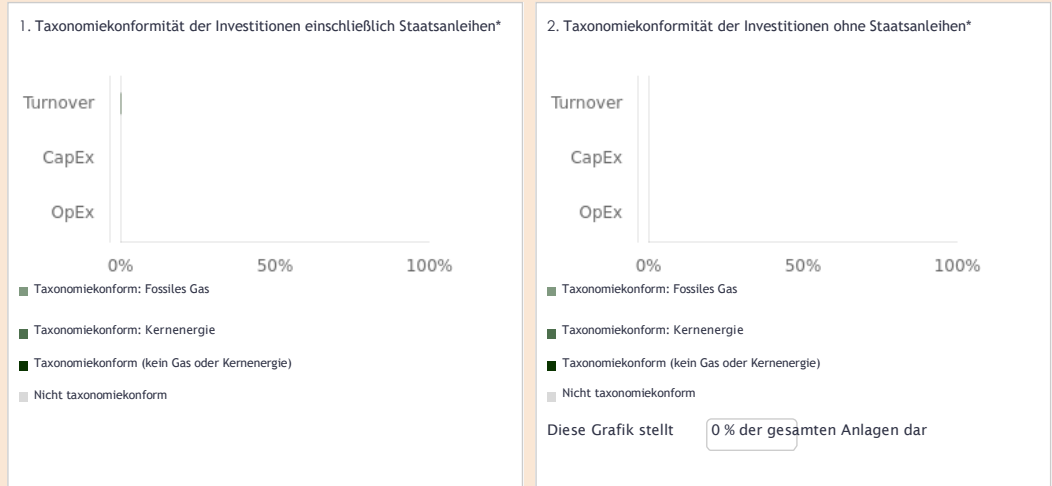 1. Taxonomiekonformität der Investitionen einschließlich Staatsanleihen*
Turnover
CapEx
OpEx
0% 50% 100%
Taxonomiekonform: Fossiles Gas
Taxonomiekonform: Kernenergie
Taxonomiekonform (kein Gas oder Kernenergie)
Nicht taxonomiekonform
2. Taxonomiekonformität der Investitionen ohne Staatsanleihen*
Turnover
CapEx
OpEx
0% 50% 100%
Taxonomiekonform: Fossiles Gas
Taxonomiekonform: Kernenergie
Taxonomiekonform (kein Gas oder Kernenergie)
Nicht taxonomiekonform
Diese Grafik stellt 0 % der gesamten Anlagen dar